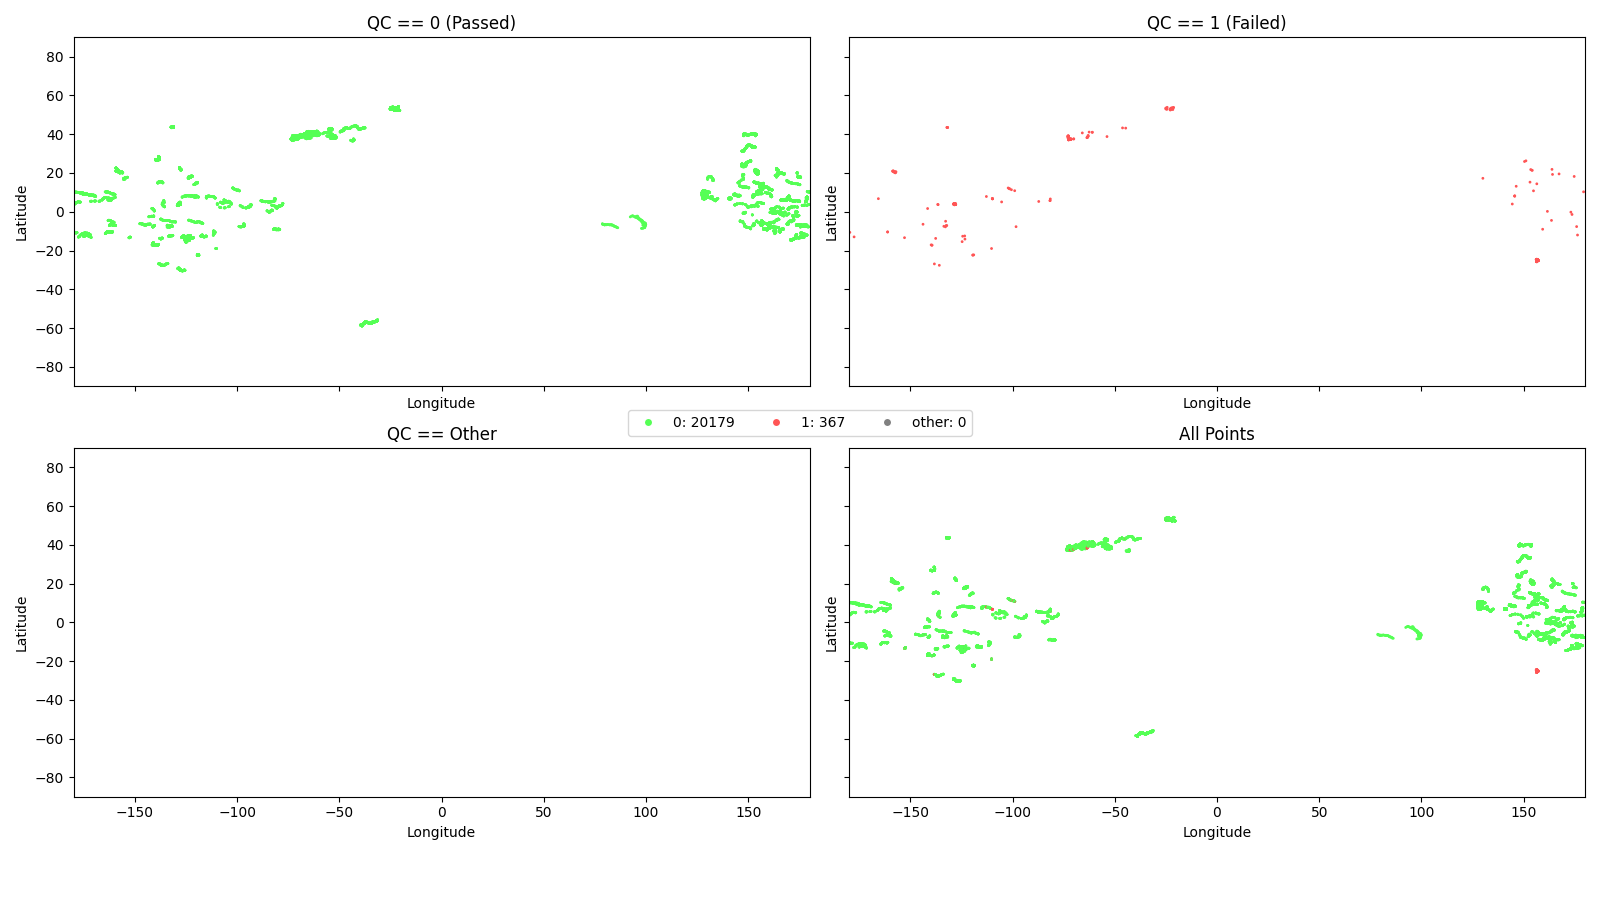 QC == 0 (Passed)
QC == 1 (Failed)
80
60
40
20
0
−20
−40
−60
−80
Latitude
Latitude
Longitude
Longitude
0: 20179
1: 367
other: 0
QC == Other
All Points
80
60
40
20
0
−20
−40
−60
−80
Latitude
Latitude
−150
−100
−50
0
50
100
150
−150
−100
−50
0
50
100
150
Longitude
Longitude